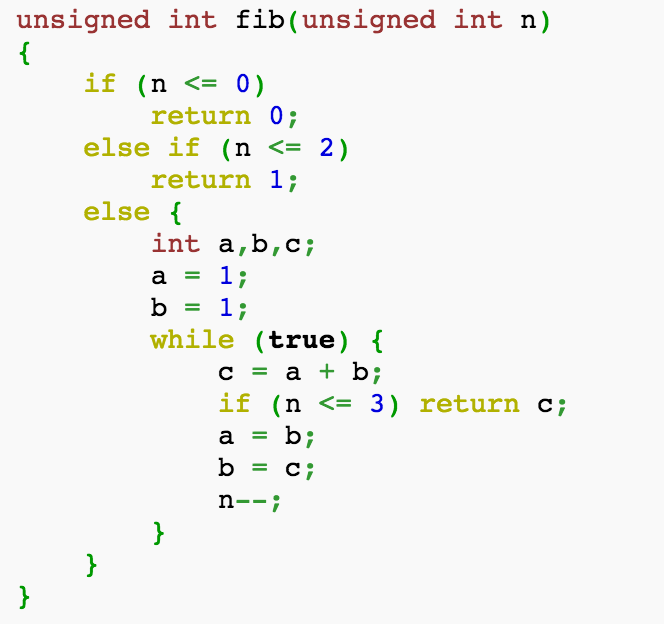 unsigned int fib(unsigned int n)
{
    if (n <= 0)
        return 0;
    else if (n <= 2)
        return 1;
    else {
        int a,b,c;
        a = 1;
        b = 1;
        while (true) {
            c = a + b;
            if (n <= 3) return c;
            a = b;
            b = c;
            n--;
        }
    }
}